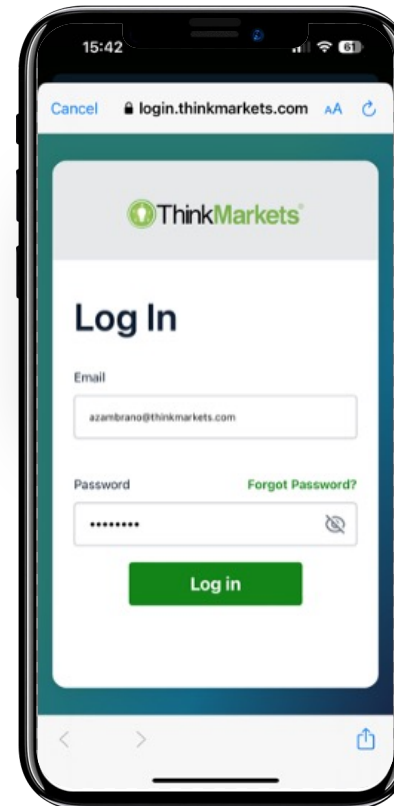 15:42 61
Cancel login.thinkmarkets.com AA
ThinkMarkets®
Log In
Email
azambrano@thinkmarkets.com
Password Forgot Password?
••••••••
Log in